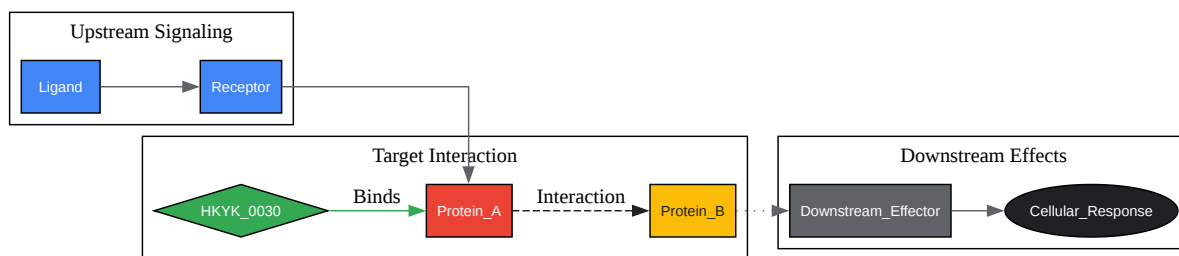 Upstream Signaling
Ligand
Receptor
Target Interaction
HKYK_0030
Binds
Protein_A
Interaction
Protein_B
Downstream Effects
Downstream_Effector
Cellular_Response